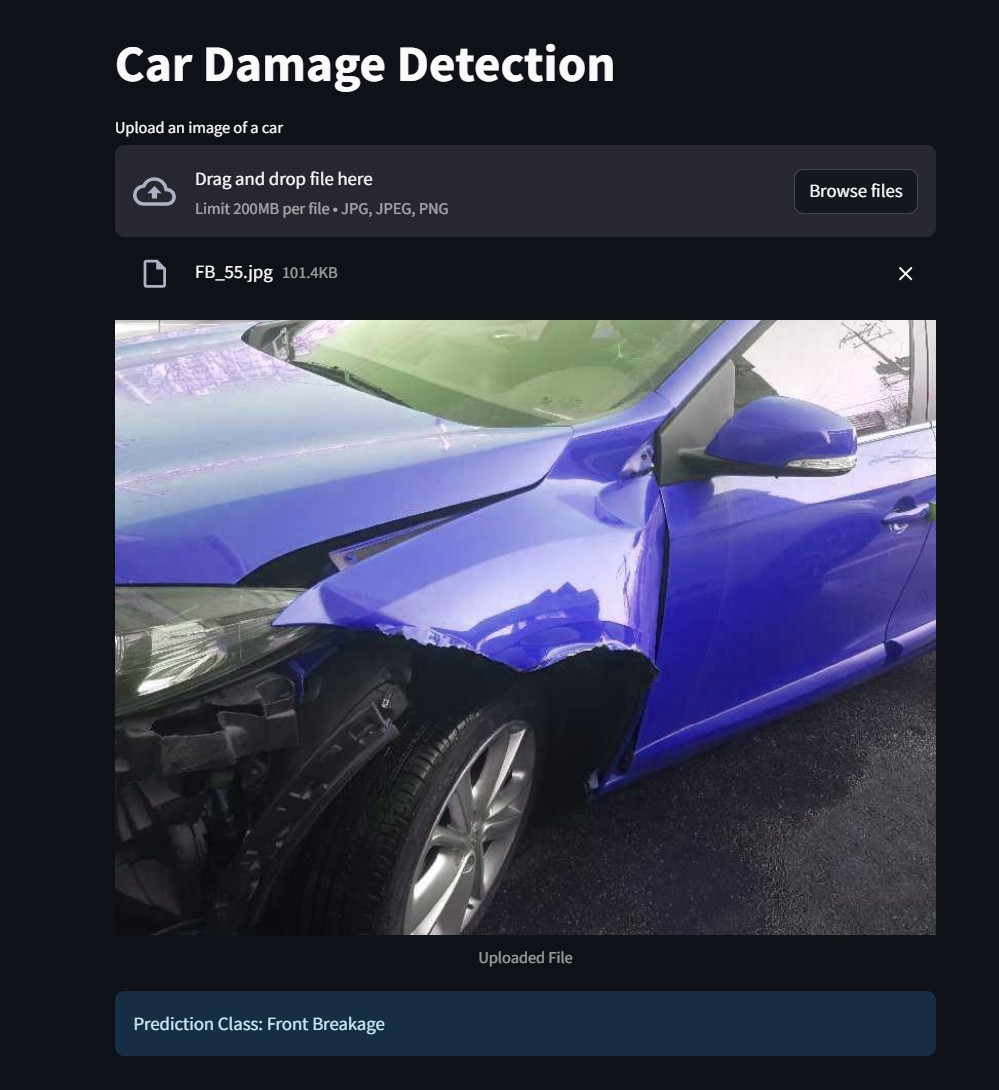 Car Damage Detection
Upload an image of a car
Drag and drop file here
Limit 200MB per file • JPG, JPEG, PNG
Browse files
FB_55.jpg 101.4KB
Uploaded File
Prediction Class: Front Breakage